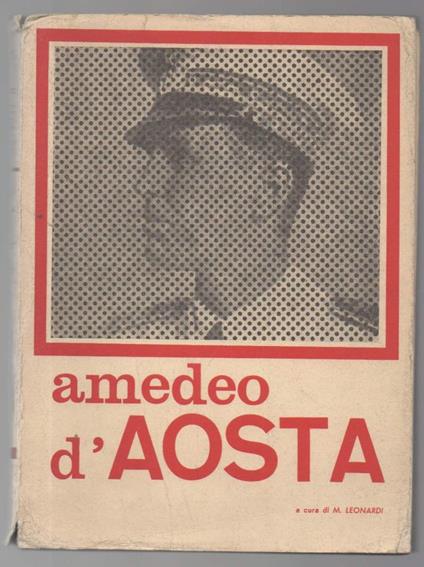 amedeo
d'AOSTA
a cura di M. LEONARDI